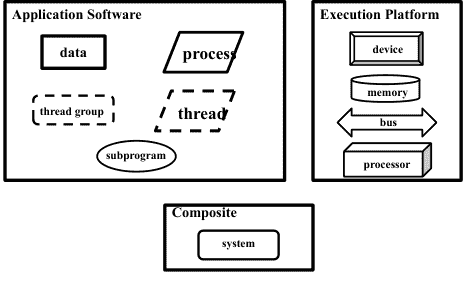 Application Software
data
process
thread group
thread
subprogram
Execution Platform
device
memory
bus
processor
Composite
system